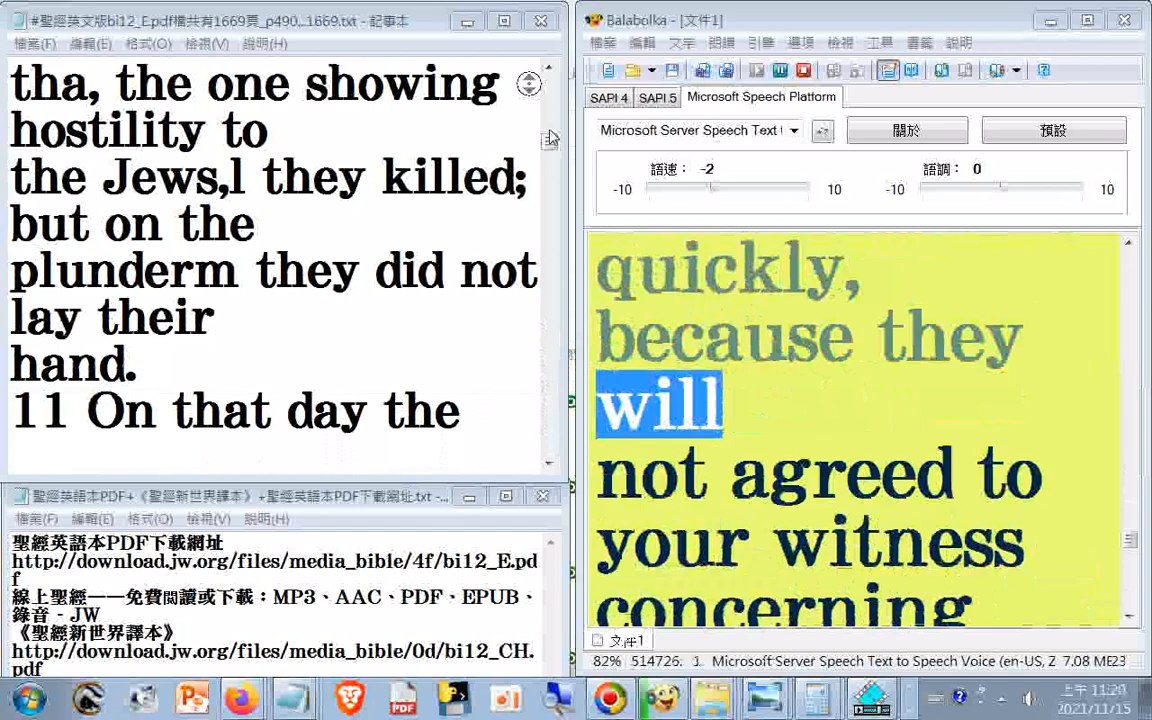 #聖經英文版bi12_E.pdf檔共有1669頁_p490...1669.txt - 記事本
檔案(F) 編輯(E) 格式(O) 檢視(V) 說明(H)
tha, the one showing
hostility to
the Jews,l they killed;
but on the
plunderm they did not
lay their
hand.
11 On that day the
聖經英語本PDF+《聖經新世界譯本》+聖經英語本PDF下載網址.txt - ...
檔案(F) 編輯(E) 格式(O) 檢視(V) 說明(H)
聖經英語本PDF下載網址
http://download.jw.org/files/media_bible/4f/bi12_E.pd
f
線上聖經——免費閱讀或下載：MP3、AAC、PDF、EPUB、
錄音 - JW
《聖經新世界譯本》
http://download.jw.org/files/media_bible/0d/bi12_CH.
pdf
Balabolka - [文件1]
檔案 編輯 文字 朗讀 引擎 選項 檢視 工具 書籤 說明
SAPI 4 SAPI 5 Microsoft Speech Platform
Microsoft Server Speech Text 關於 預設
語速： -2 語調： 0
-10 10 -10 10
quickly,
because they
will
not agreed to
your witness
concerning
文件1
82% 514726. 1. Microsoft Server Speech Text to Speech Voice (en-US, Z 7.08 ME23
上午 11:20
2021/11/15